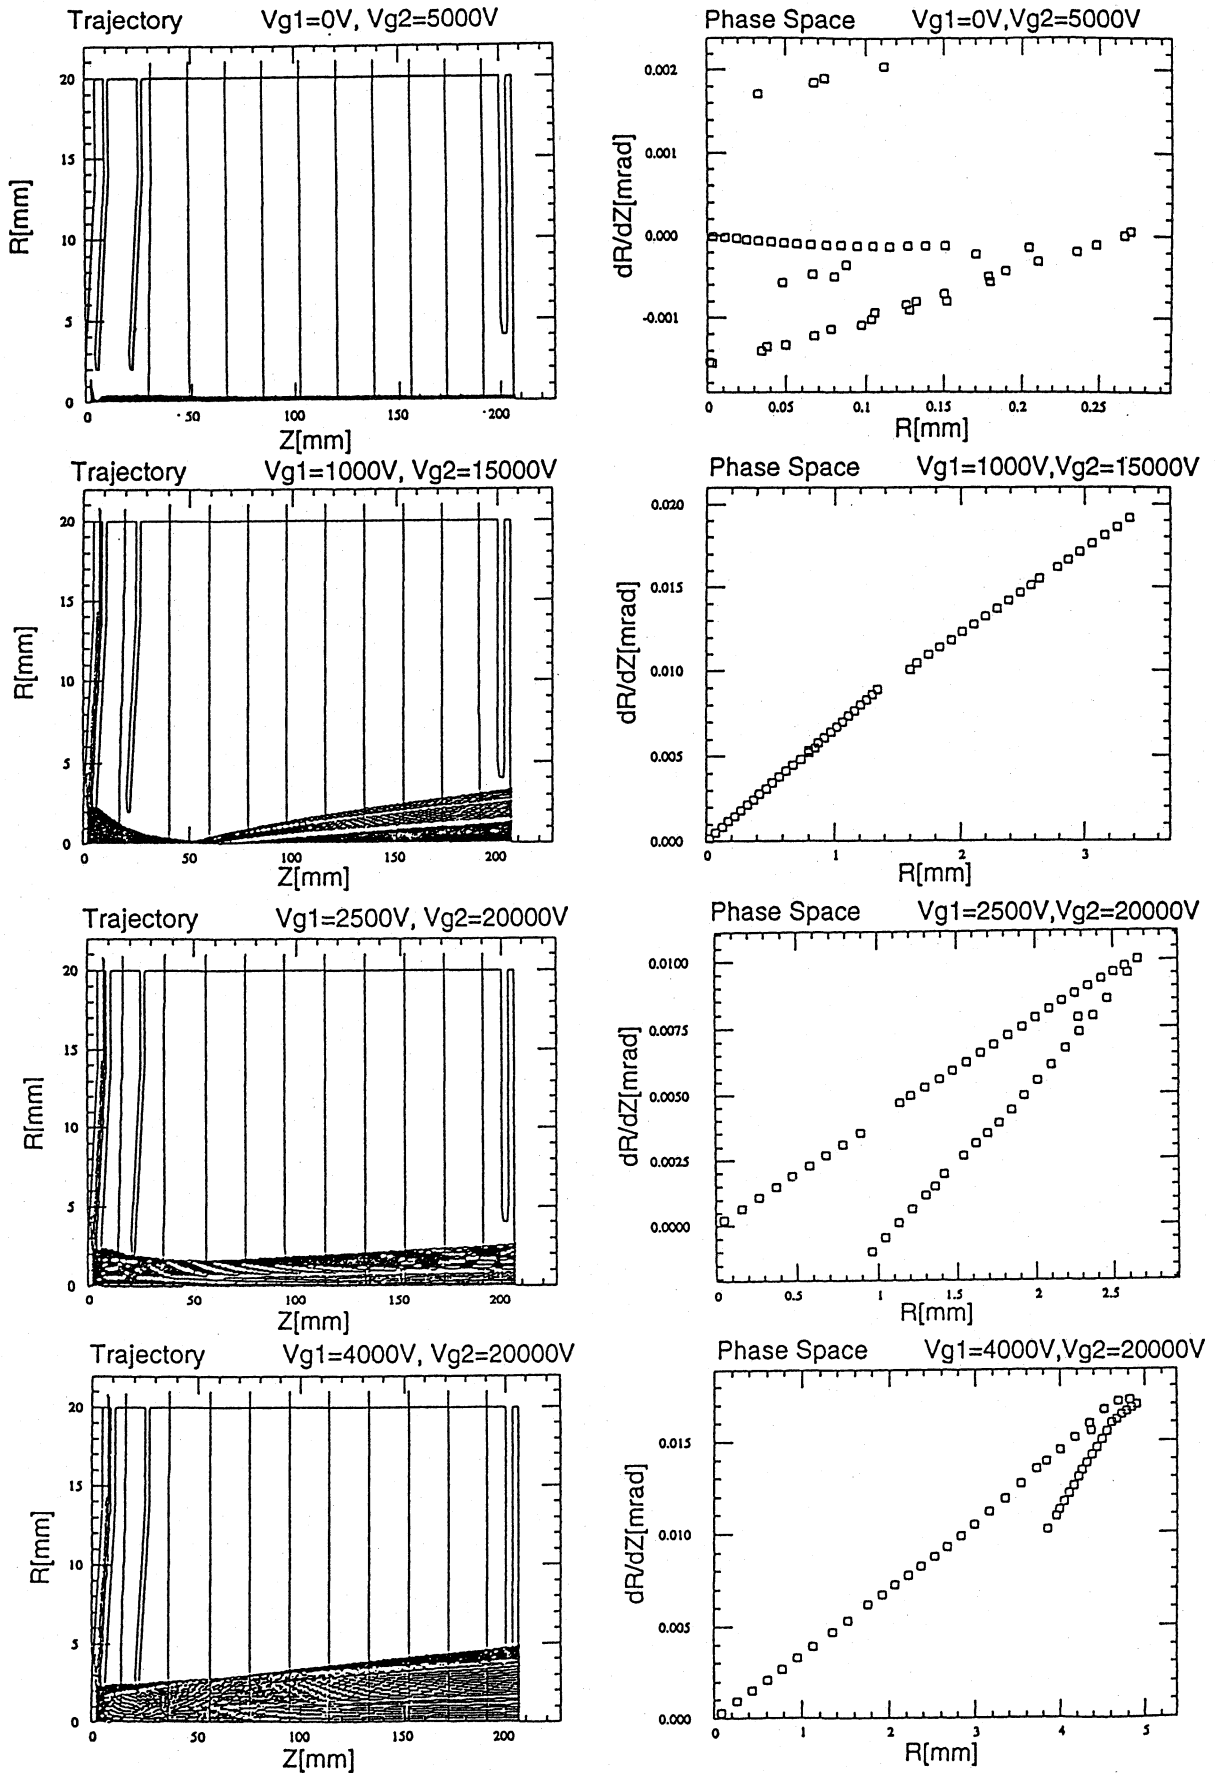 Trajectory Vg1=0V, Vg2=5000V
20
15
10
5
0
R[mm]
0 50 100 150 200
Z[mm]
Phase Space Vg1=0V,Vg2=5000V
0.002
0.001
0.000
-0.001
dR/dZ[mrad]
0 0.05 0.1 0.15 0.2 0.25
R[mm]
Trajectory Vg1=1000V, Vg2=15000V
20
15
10
5
0
R[mm]
0 50 100 150 200
Z[mm]
Phase Space Vg1=1000V,Vg2=15000V
0.020
0.015
0.010
0.005
0.000
dR/dZ[mrad]
0 1 2 3
R[mm]
Trajectory Vg1=2500V, Vg2=20000V
20
15
10
5
0
R[mm]
0 50 100 150 200
Z[mm]
Phase Space Vg1=2500V,Vg2=20000V
0.0100
0.0075
0.0050
0.0025
0.0000
dR/dZ[mrad]
0 0.5 1 1.5 2 2.5
R[mm]
Trajectory Vg1=4000V, Vg2=20000V
20
15
10
5
0
R[mm]
0 50 100 150 200
Z[mm]
Phase Space Vg1=4000V,Vg2=20000V
0.015
0.010
0.005
0.000
dR/dZ[mrad]
0 1 2 3 4 5
R[mm]